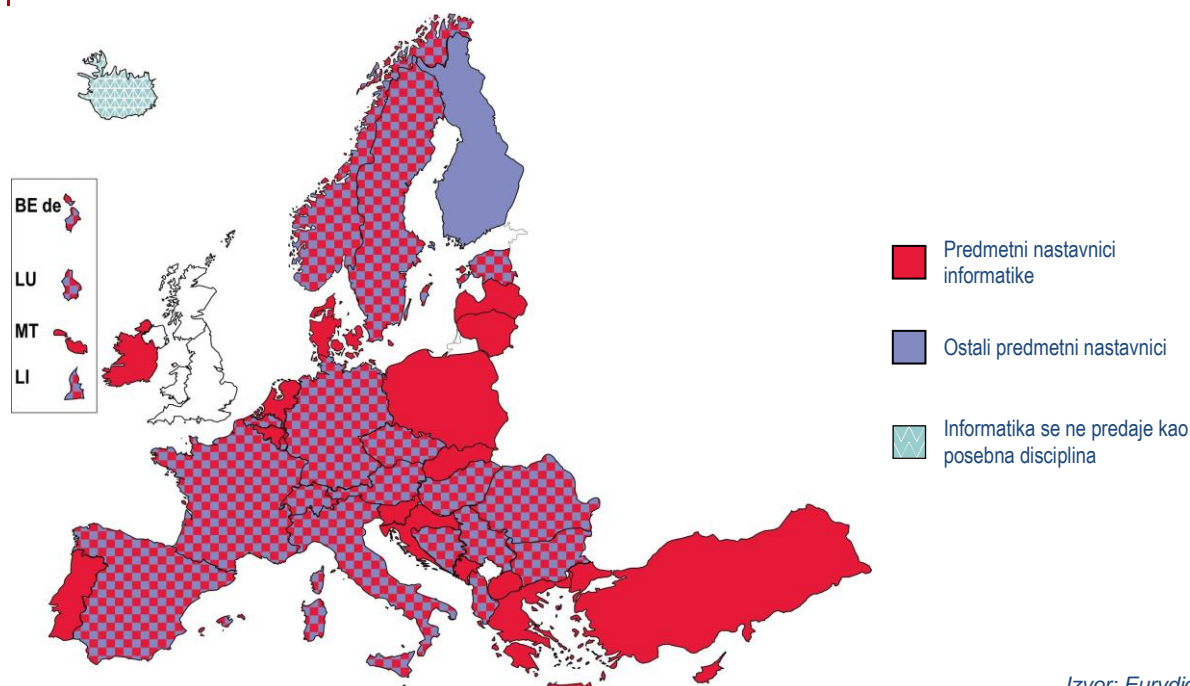 BE de
LU
MT
LI
Predmetni nastavnici
informatike
Ostali predmetni nastavnici
Informatika se ne predaje kao
posebna disciplina
Izvor: Eurydic